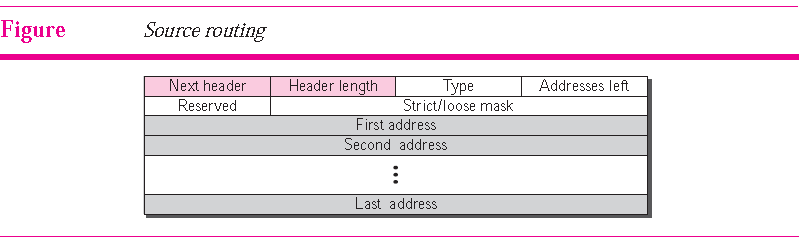 Figure Source routing
Next header Header length Type Addresses left
Reserved Strict/loose mask
First address
Second address
Last address